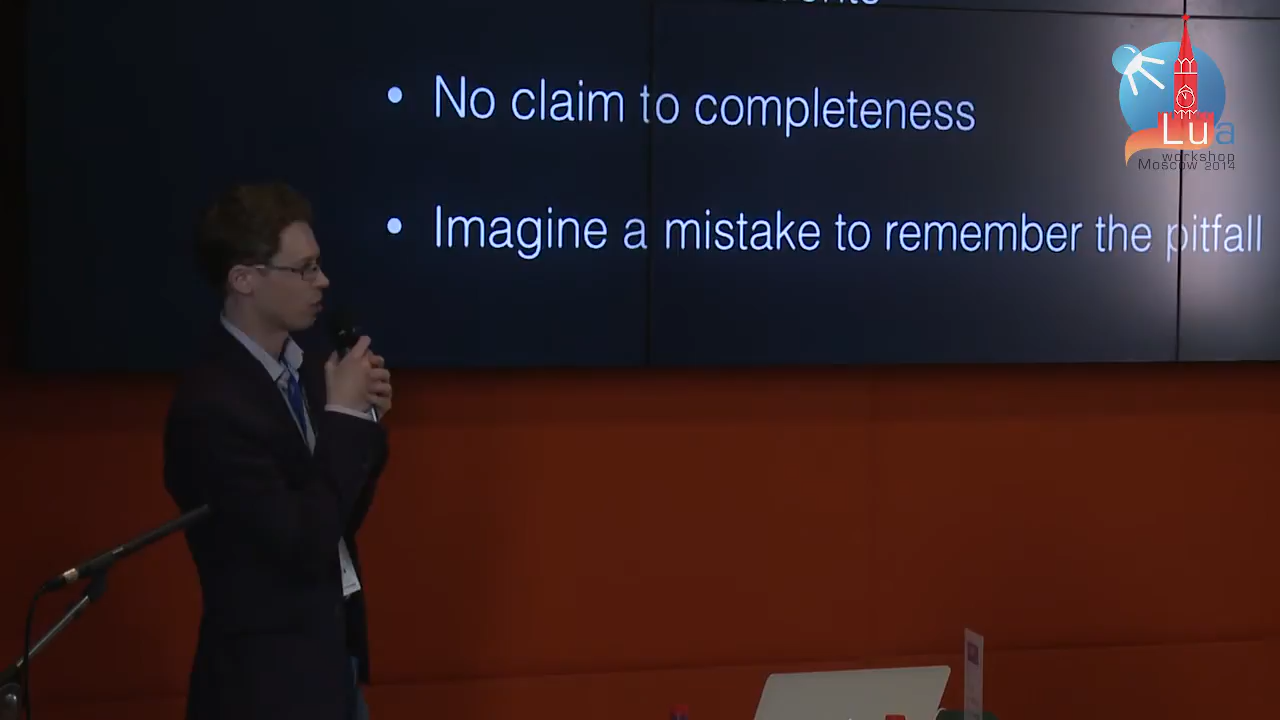 • No claim to completeness
• Imagine a mistake to remember the pitfall
Lua
workshop
Moscow 2014